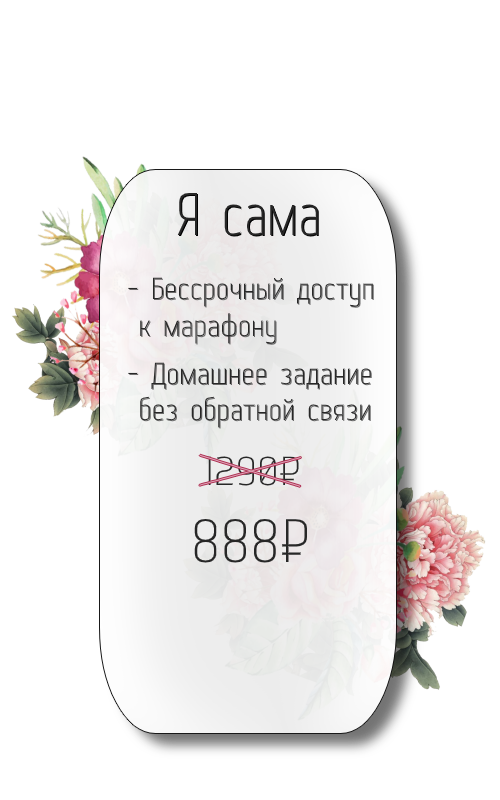 Я сама
- Бессрочный доступ
к марафону
- Домашнее задание
без обратной связи
1290₽
888₽